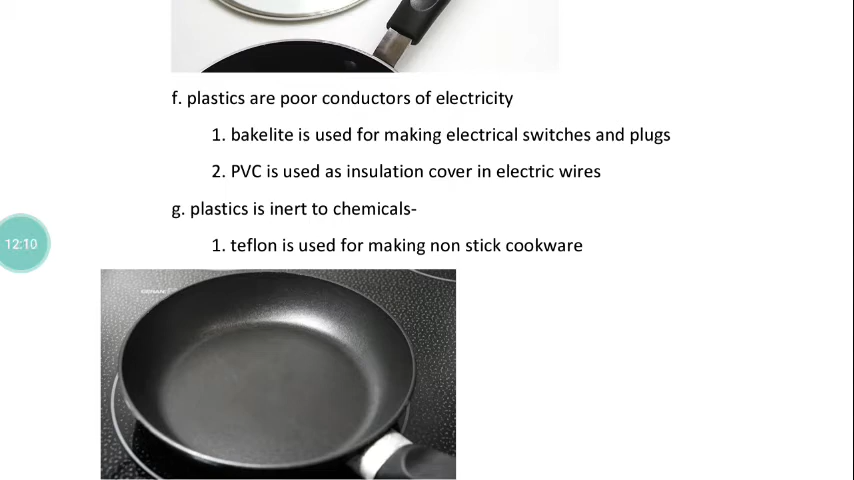 f. plastics are poor conductors of electricity
1. bakelite is used for making electrical switches and plugs
2. PVC is used as insulation cover in electric wires
g. plastics is inert to chemicals-
12:10
1. teflon is used for making non stick cookware